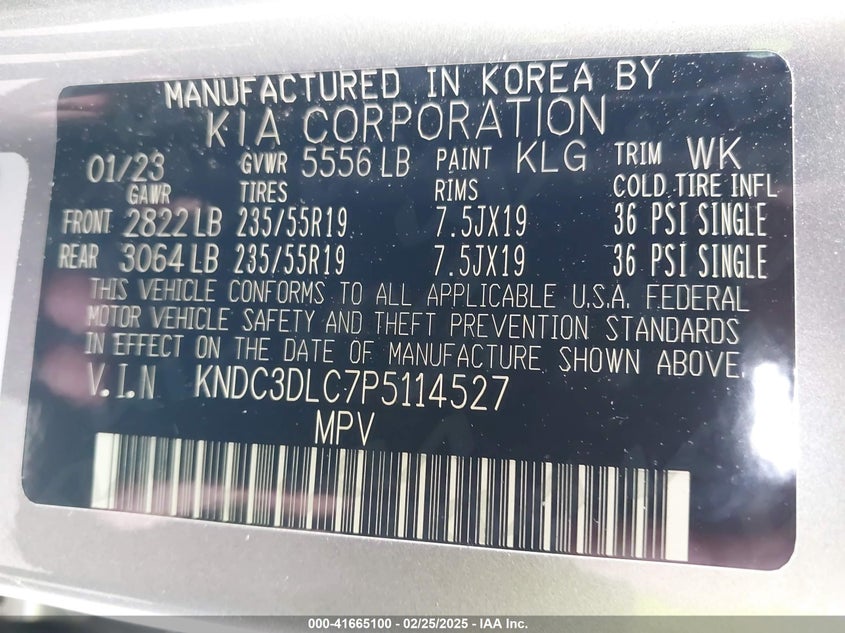 MANUFACTURED IN KOREA BY
KIA CORPORATION
01/23 GVWR 5556 LB PAINT KLG TRIM WK
GAWR TIRES RIMS COLD TIRE INFL
FRONT 2822 LB 235/55R19 7.5JX19 36 PSI SINGLE
REAR 3064 LB 235/55R19 7.5JX19 36 PSI SINGLE
THIS VEHICLE CONFORMS TO ALL APPLICABLE U.S.A. FEDERAL
MOTOR VEHICLE SAFETY AND THEFT PREVENTION STANDARDS
IN EFFECT ON THE DATE OF MANUFACTURE SHOWN ABOVE.
V.I.N KNDC3DLC7P5114527
MPV
000-41665100 - 02/25/2025 - IAA Inc.